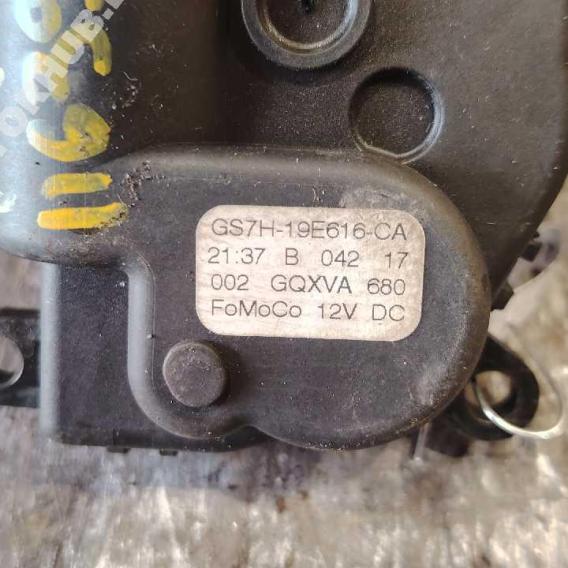 GS7H-19E616-CA
21:37 B 042 17
002 GQXVA 680
FoMoCo 12V DC